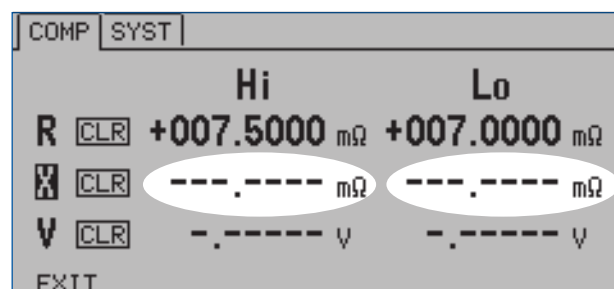 COMP SYST
Hi Lo
R CLR +007.5000 mΩ +007.0000 mΩ
X CLR ---.---- mΩ ---.---- mΩ
V CLR -.----- V -.----- V
EXIT